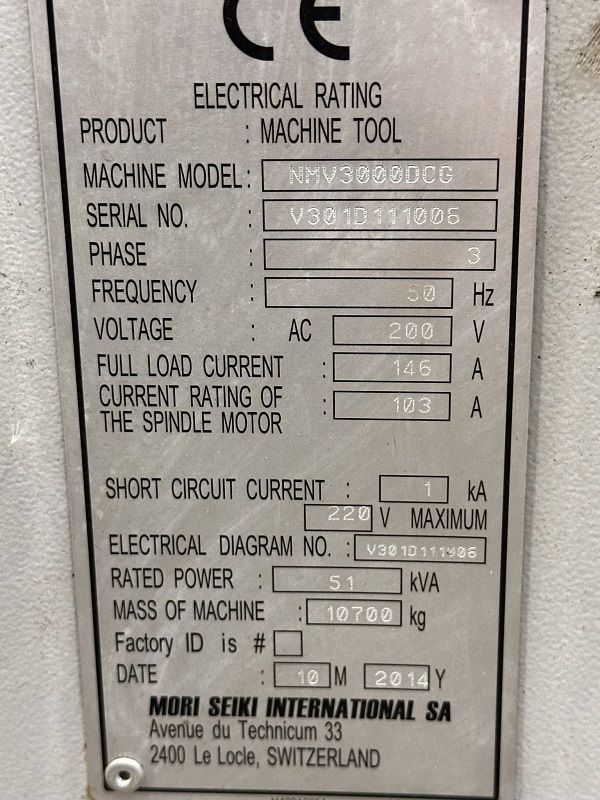 CE
ELECTRICAL RATING
PRODUCT : MACHINE TOOL
MACHINE MODEL : NMV3000DCG
SERIAL NO. : V301D111006
PHASE : 3
FREQUENCY : 50 Hz
VOLTAGE : AC 200 V
FULL LOAD CURRENT : 146 A
CURRENT RATING OF
THE SPINDLE MOTOR : 103 A
SHORT CIRCUIT CURRENT : 1 kA
220 V MAXIMUM
ELECTRICAL DIAGRAM NO. :
RATED POWER : 51 kVA
MASS OF MACHINE : 10700 kg
Factory ID is #
DATE : 10 M 2014 Y
MORI SEIKI INTERNATIONAL SA
Avenue du Technicum 33
2400 Le Locle, SWITZERLAND